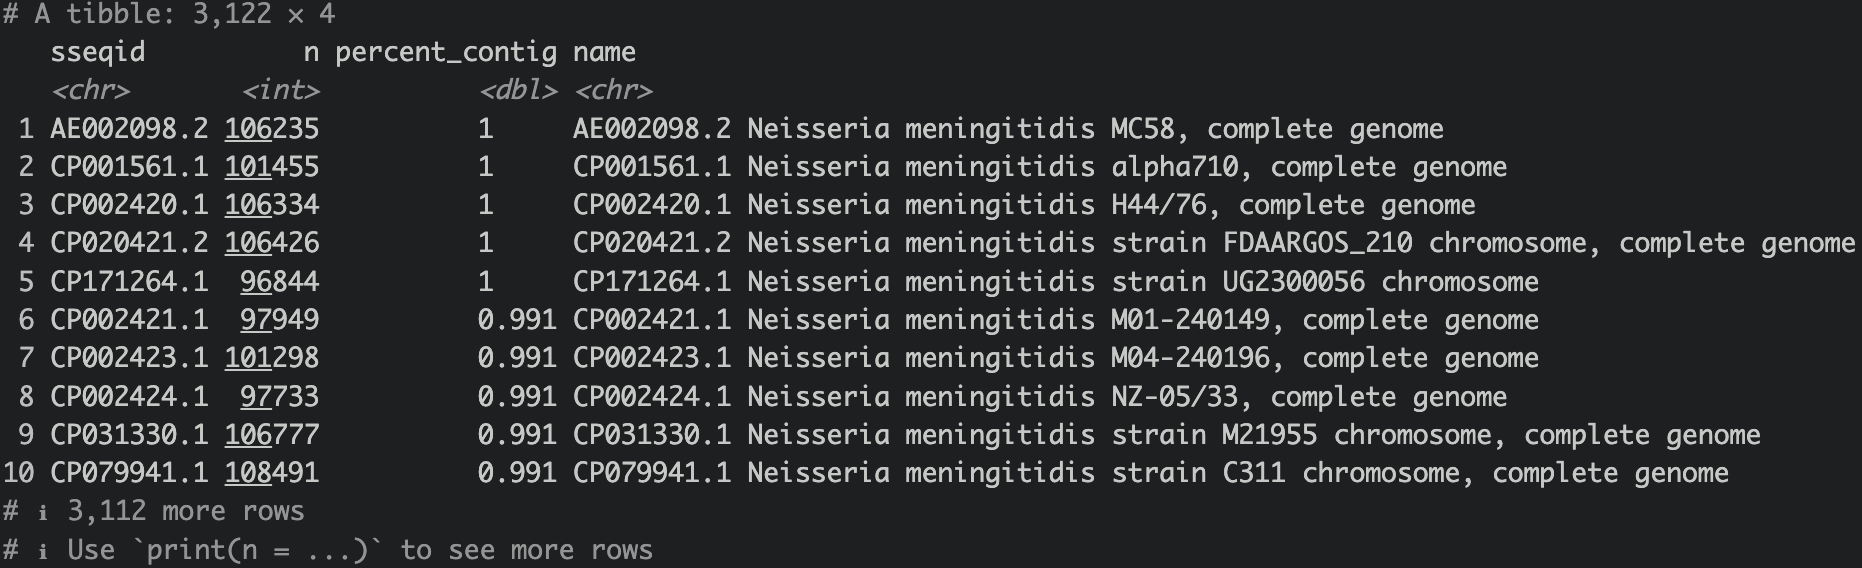 # A tibble: 3,122 × 4
sseqid n percent_contig name
<chr> <int> <dbl> <chr>
1 AE002098.2 106235 1 AE002098.2 Neisseria meningitidis MC58, complete genome
2 CP001561.1 101455 1 CP001561.1 Neisseria meningitidis alpha710, complete genome
3 CP002420.1 106334 1 CP002420.1 Neisseria meningitidis H44/76, complete genome
4 CP020421.2 106426 1 CP020421.2 Neisseria meningitidis strain FDAARGOS_210 chromosome, complete genome
5 CP171264.1 96844 1 CP171264.1 Neisseria meningitidis strain UG2300056 chromosome
6 CP002421.1 97949 0.991 CP002421.1 Neisseria meningitidis M01-240149, complete genome
7 CP002423.1 101298 0.991 CP002423.1 Neisseria meningitidis M04-240196, complete genome
8 CP002424.1 97733 0.991 CP002424.1 Neisseria meningitidis NZ-05/33, complete genome
9 CP031330.1 106777 0.991 CP031330.1 Neisseria meningitidis strain M21955 chromosome, complete genome
10 CP079941.1 108491 0.991 CP079941.1 Neisseria meningitidis strain C311 chromosome, complete genome
# ℹ 3,112 more rows
# ℹ Use `print(n = ...)` to see more rows